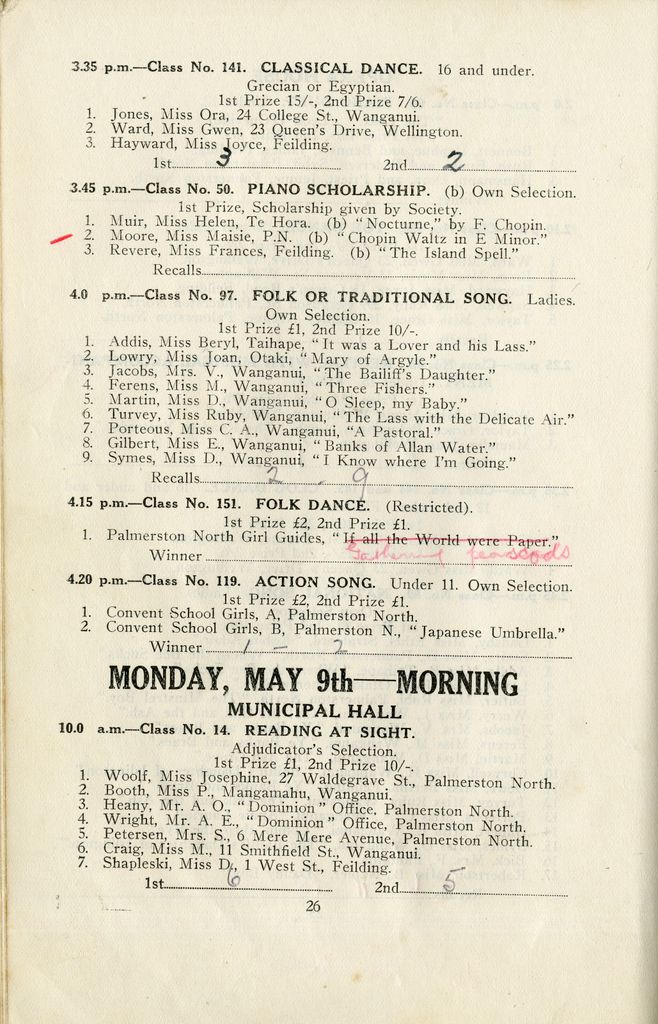 3.35 p.m.—Class No. 141. CLASSICAL DANCE. 16 and under.
Grecian or Egyptian.
1st Prize 15/-, 2nd Prize 7/6.
1. Jones, Miss Ora, 24 College St., Wanganui.
2. Ward, Miss Gwen, 23 Queen's Drive, Wellington.
3. Hayward, Miss Joyce, Feilding.
1st 3 2nd 2
3.45 p.m.—Class No. 50. PIANO SCHOLARSHIP. (b) Own Selection.
1st Prize, Scholarship given by Society.
1. Muir, Miss Helen, Te Hora. (b) "Nocturne," by F. Chopin.
2. Moore, Miss Maisie, P.N. (b) "Chopin Waltz in E Minor."
3. Revere, Miss Frances, Feilding. (b) "The Island Spell."
Recalls
4.0 p.m.—Class No. 97. FOLK OR TRADITIONAL SONG. Ladies.
Own Selection.
1st Prize £1, 2nd Prize 10/-.
1. Addis, Miss Beryl, Taihape, "It was a Lover and his Lass."
2. Lowry, Miss Joan, Otaki, "Mary of Argyle."
3. Jacobs, Mrs. V., Wanganui, "The Bailiff's Daughter."
4. Ferens, Miss M., Wanganui, "Three Fishers."
5. Martin, Miss D., Wanganui, "O Sleep, my Baby."
6. Turvey, Miss Ruby, Wanganui, "The Lass with the Delicate Air."
7. Porteous, Miss C. A., Wanganui, "A Pastoral."
8. Gilbert, Miss E., Wanganui, "Banks of Allan Water."
9. Symes, Miss D., Wanganui, "I Know where I'm Going."
Recalls 2 . 9
4.15 p.m.—Class No. 151. FOLK DANCE. (Restricted).
1st Prize £2, 2nd Prize £1.
1. Palmerston North Girl Guides, "If all the World were Paper."
Winner Gathering peascods
4.20 p.m.—Class No. 119. ACTION SONG. Under 11. Own Selection.
1st Prize £2, 2nd Prize £1.
1. Convent School Girls, A, Palmerston North.
2. Convent School Girls, B, Palmerston N., "Japanese Umbrella."
Winner 1 - 2
MONDAY, MAY 9th—MORNING
MUNICIPAL HALL
10.0 a.m.—Class No. 14. READING AT SIGHT.
Adjudicator's Selection.
1st Prize £1, 2nd Prize 10/-.
1. Woolf, Miss Josephine, 27 Waldegrave St., Palmerston North.
2. Booth, Miss P., Mangamahu, Wanganui.
3. Heany, Mr. A. O., "Dominion" Office, Palmerston North.
4. Wright, Mr. A. E., "Dominion" Office, Palmerston North.
5. Petersen, Mrs. S., 6 Mere Mere Avenue, Palmerston North.
6. Craig, Miss M., 11 Smithfield St., Wanganui.
7. Shapleski, Miss D., 1 West St., Feilding.
1st 6 2nd 5
26